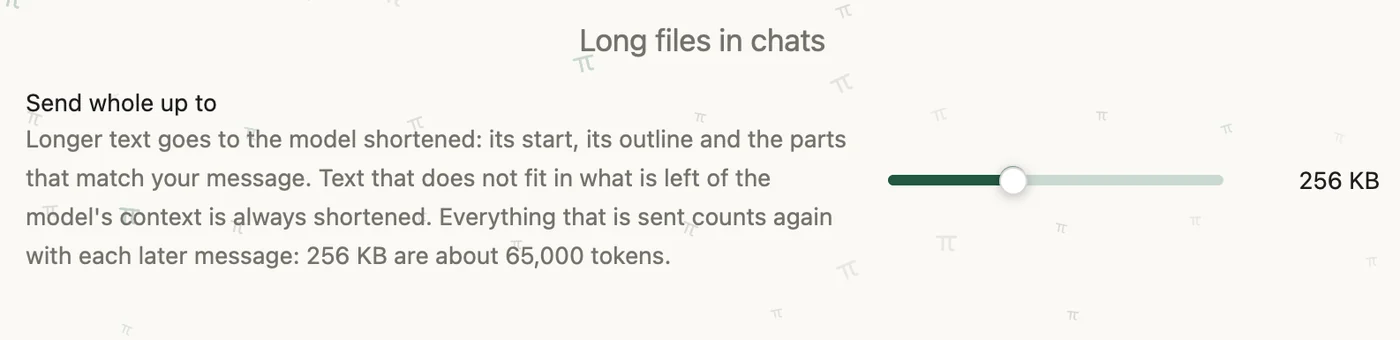 Long files in chats
Send whole up to
Longer text goes to the model shortened: its start, its outline and the parts
that match your message. Text that does not fit in what is left of the
model's context is always shortened. Everything that is sent counts again
with each later message: 256 KB are about 65,000 tokens.
256 KB